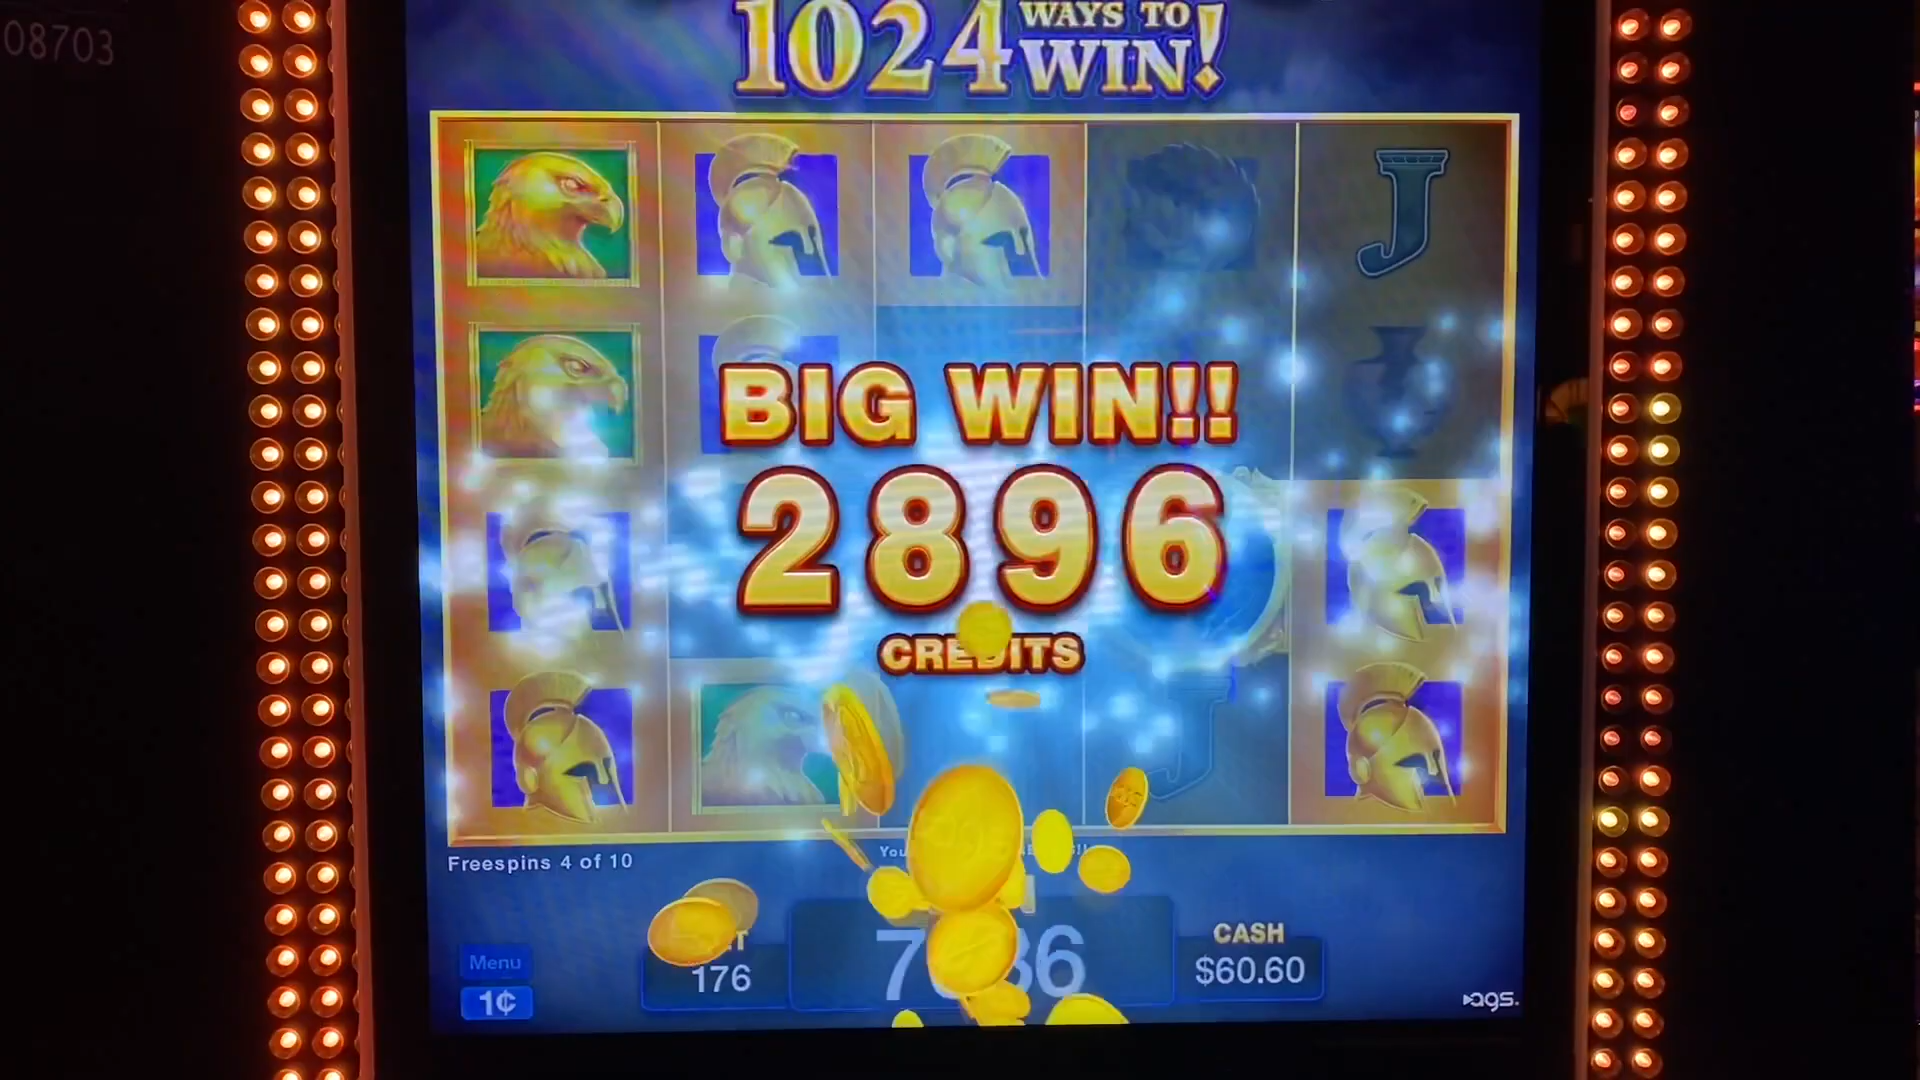 08703
1024 WAYS TO WIN!
J
BIG WIN!!
2896
CREDITS
J
Freespins 4 of 10
You
CASH
Menu
176
$60.60
1¢
ags.